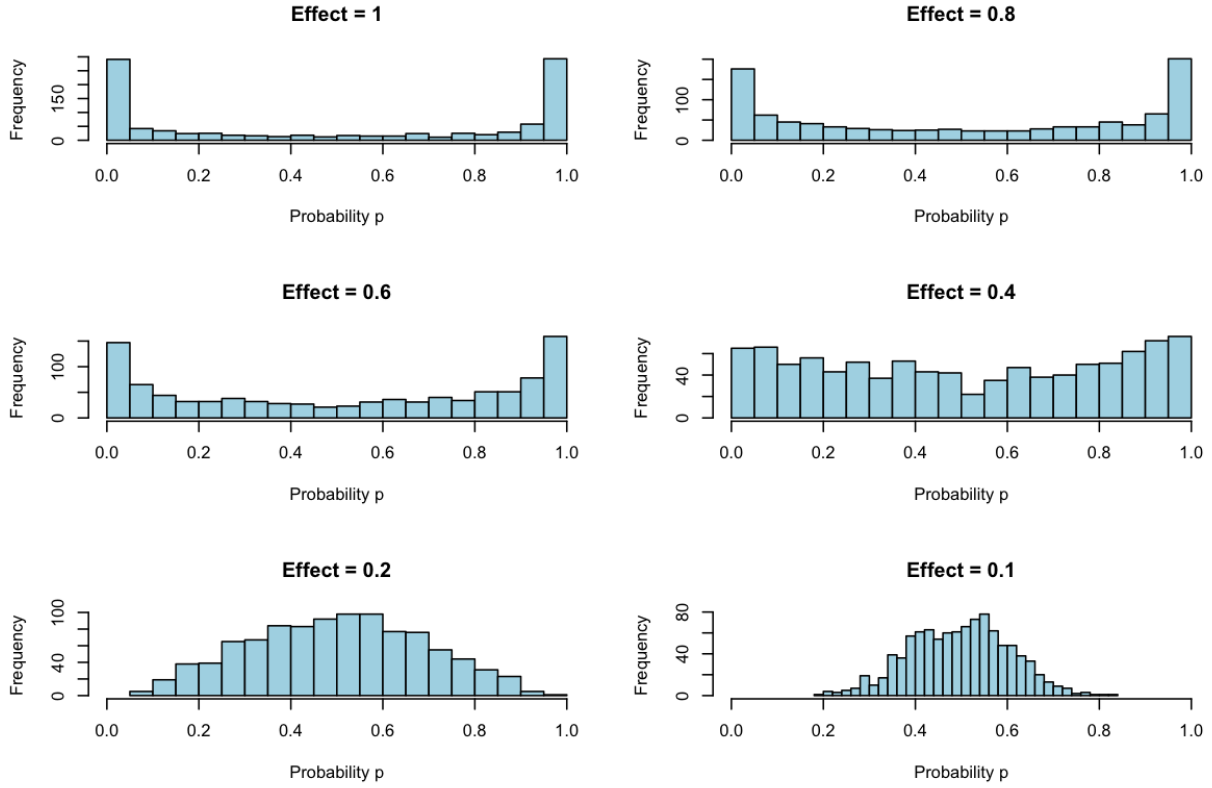 Effect = 1
Frequency
150
0
0.0 0.2 0.4 0.6 0.8 1.0
Probability p
Effect = 0.8
Frequency
100
0
0.0 0.2 0.4 0.6 0.8 1.0
Probability p
Effect = 0.6
Frequency
100
0
0.0 0.2 0.4 0.6 0.8 1.0
Probability p
Effect = 0.4
Frequency
40
0
0.0 0.2 0.4 0.6 0.8 1.0
Probability p
Effect = 0.2
Frequency
100
40
0
0.0 0.2 0.4 0.6 0.8 1.0
Probability p
Effect = 0.1
Frequency
80
40
0
0.0 0.2 0.4 0.6 0.8 1.0
Probability p